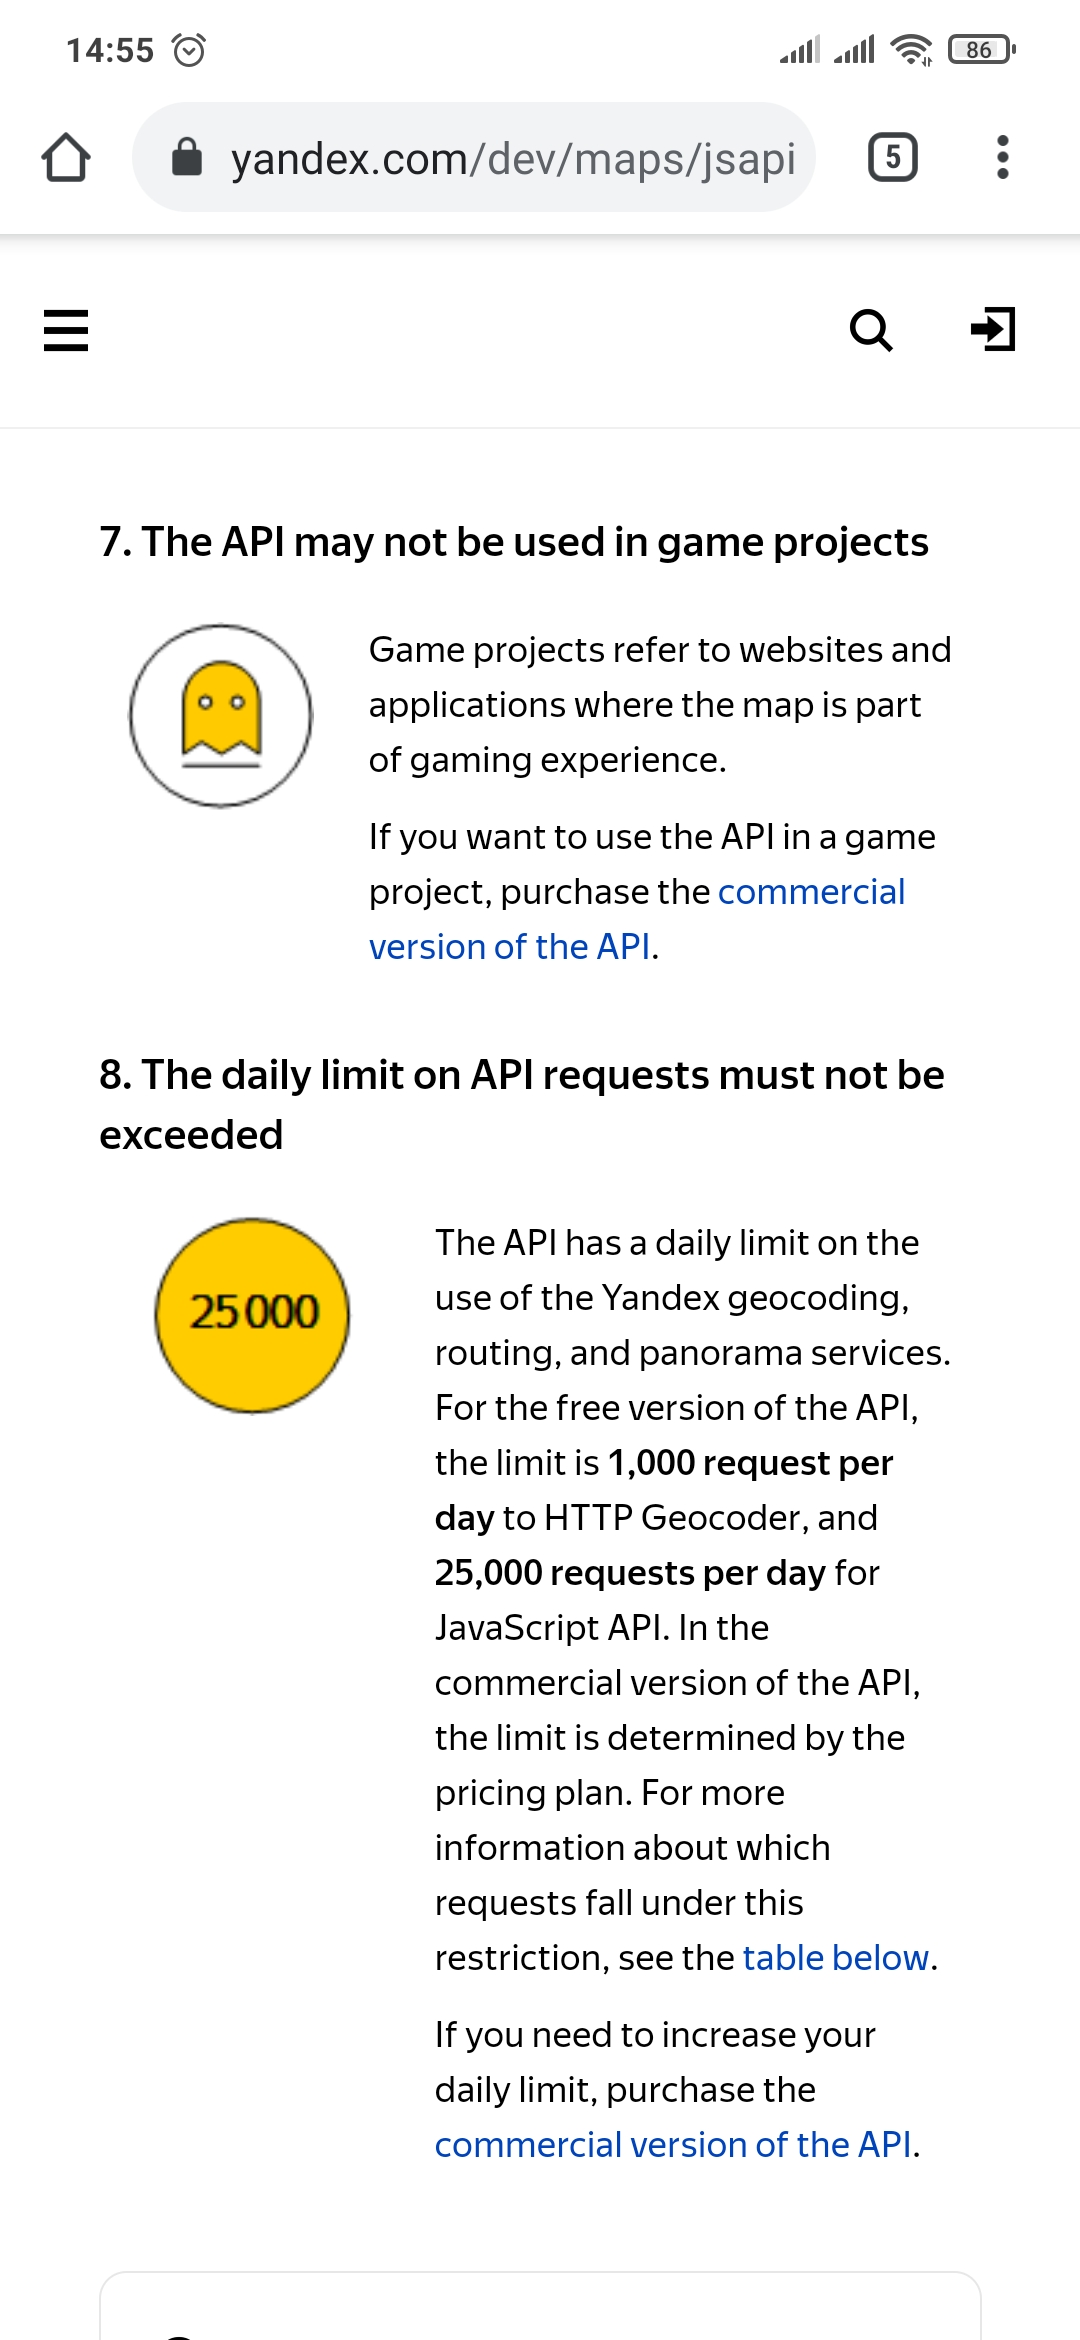 14:55
86
yandex.com/dev/maps/jsapi
5
7. The API may not be used in game projects
Game projects refer to websites and
applications where the map is part
of gaming experience.
If you want to use the API in a game
project, purchase the commercial
version of the API.
8. The daily limit on API requests must not be
exceeded
25 000
The API has a daily limit on the
use of the Yandex geocoding,
routing, and panorama services.
For the free version of the API,
the limit is 1,000 request per
day to HTTP Geocoder, and
25,000 requests per day for
JavaScript API. In the
commercial version of the API,
the limit is determined by the
pricing plan. For more
information about which
requests fall under this
restriction, see the table below.
If you need to increase your
daily limit, purchase the
commercial version of the API.